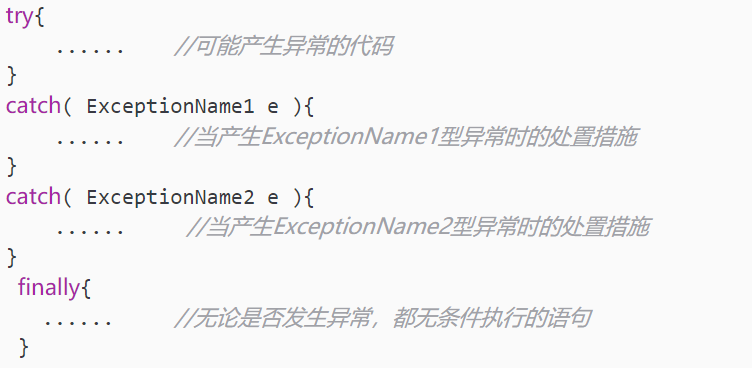 try{
...... //可能产生异常的代码
}
catch( ExceptionName1 e ){
...... //当产生ExceptionName1型异常时的处置措施
}
catch( ExceptionName2 e ){
...... //当产生ExceptionName2型异常时的处置措施
}
finally{
...... //无论是否发生异常，都无条件执行的语句
}